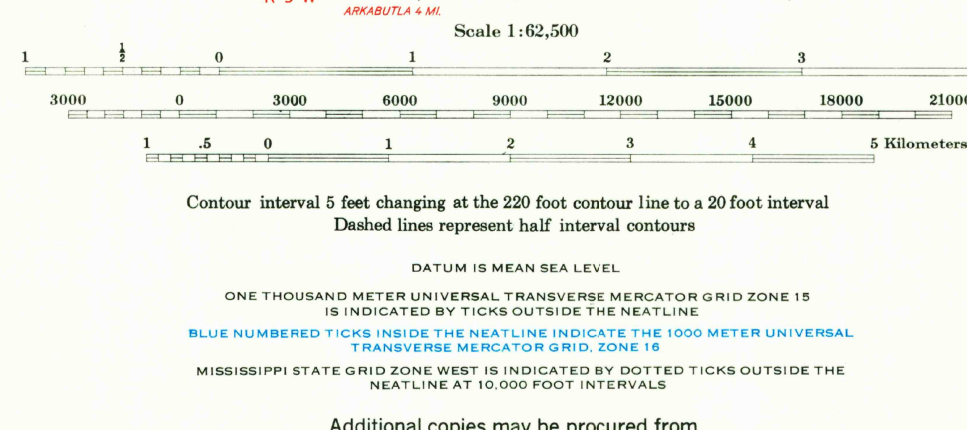 ARKABUTLA 4 MI.
Scale 1:62,500
1 ½ 0 1 2 3
3000 0 3000 6000 9000 12000 15000 18000 21000
1 .5 0 1 2 3 4 5 Kilometers
Contour interval 5 feet changing at the 220 foot contour line to a 20 foot interval
Dashed lines represent half interval contours
DATUM IS MEAN SEA LEVEL
ONE THOUSAND METER UNIVERSAL TRANSVERSE MERCATOR GRID ZONE 15
IS INDICATED BY TICKS OUTSIDE THE NEATLINE
BLUE NUMBERED TICKS INSIDE THE NEATLINE INDICATE THE 1000 METER UNIVERSAL
TRANSVERSE MERCATOR GRID, ZONE 16
MISSISSIPPI STATE GRID ZONE WEST IS INDICATED BY DOTTED TICKS OUTSIDE THE
NEATLINE AT 10,000 FOOT INTERVALS
Additional copies may be procured from